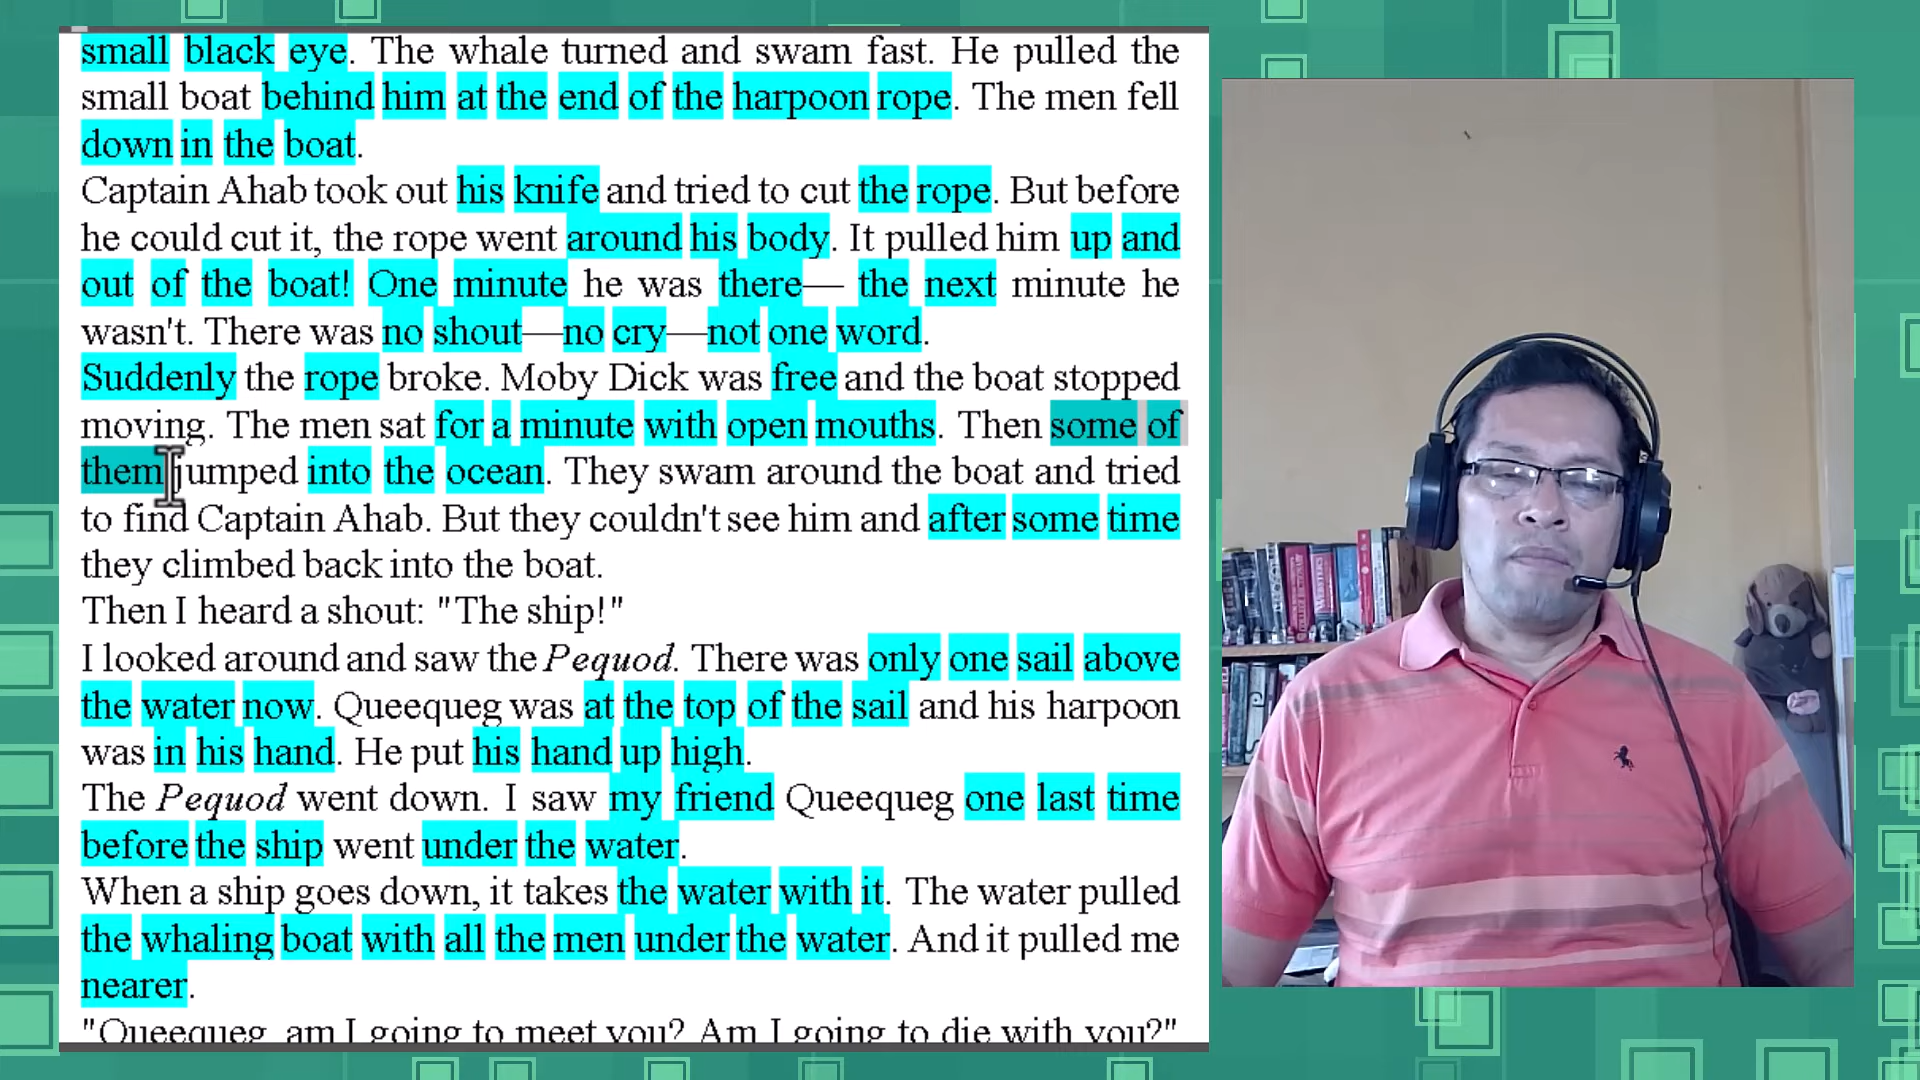 small black eye. The whale turned and swam fast. He pulled the
small boat behind him at the end of the harpoon rope. The men fell
down in the boat.
Captain Ahab took out his knife and tried to cut the rope. But before
he could cut it, the rope went around his body. It pulled him up and
out of the boat! One minute he was there— the next minute he
wasn't. There was no shout—no cry—not one word.
Suddenly the rope broke. Moby Dick was free and the boat stopped
moving. The men sat for a minute with open mouths. Then some of
them jumped into the ocean. They swam around the boat and tried
to find Captain Ahab. But they couldn't see him and after some time
they climbed back into the boat.
Then I heard a shout: "The ship!"
I looked around and saw the Pequod. There was only one sail above
the water now. Queequeg was at the top of the sail and his harpoon
was in his hand. He put his hand up high.
The Pequod went down. I saw my friend Queequeg one last time
before the ship went under the water.
When a ship goes down, it takes the water with it. The water pulled
the whaling boat with all the men under the water. And it pulled me
nearer.
"Queequeg, am I going to meet you? Am I going to die with you?"